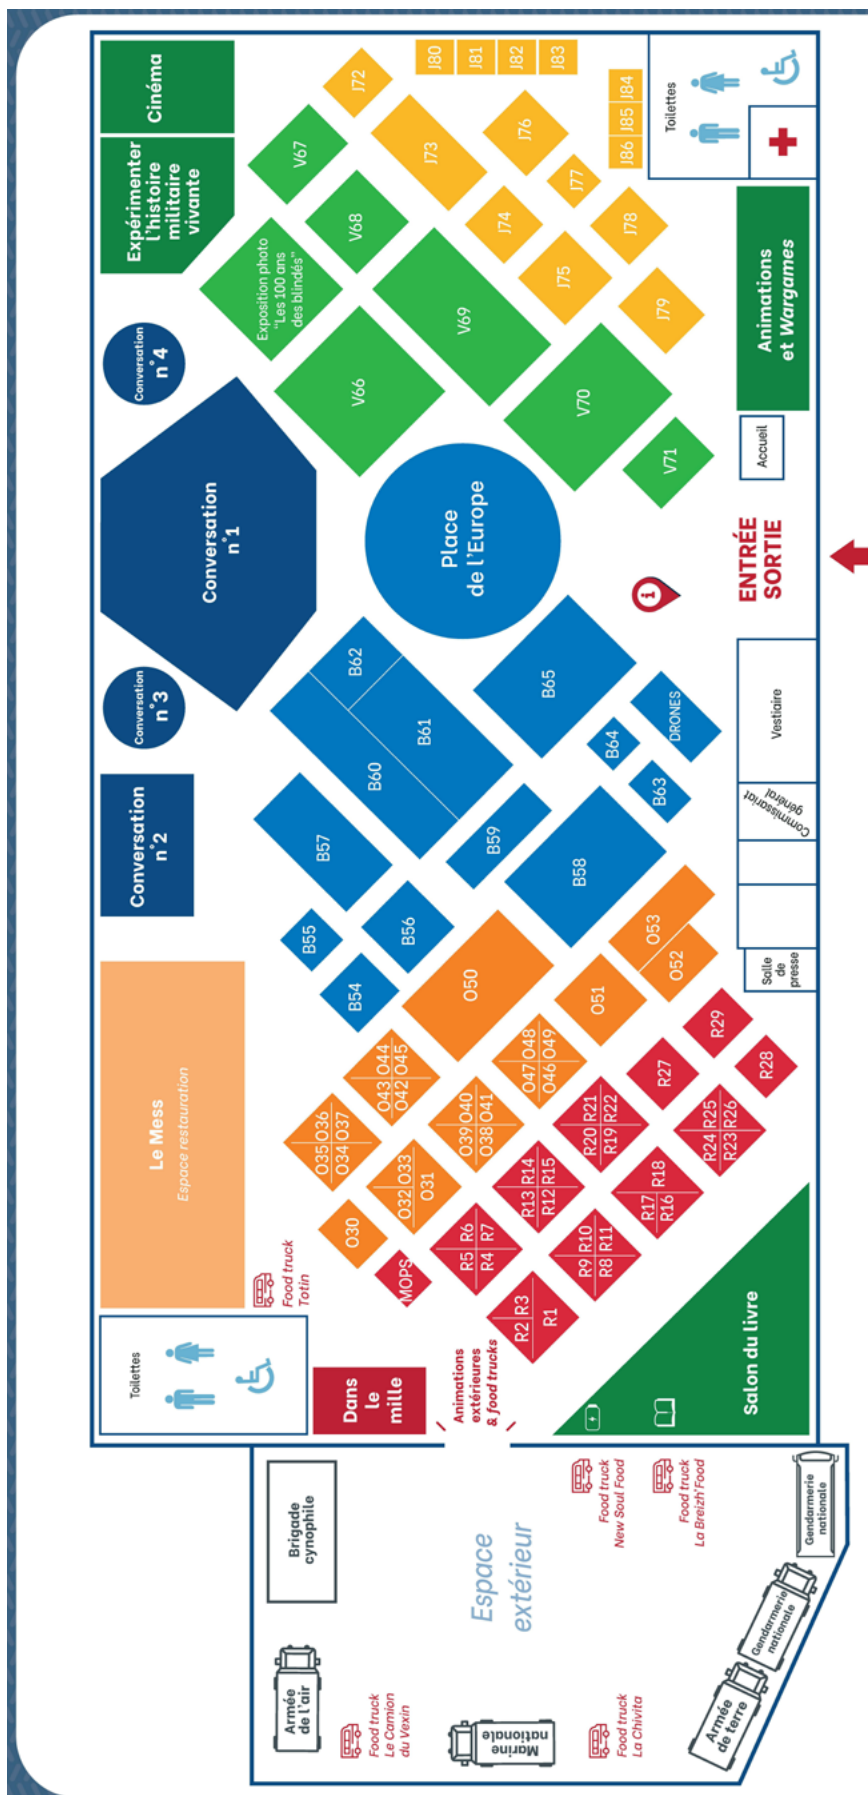 Cinéma
Expérimenter
l'histoire
militaire
vivante
Conversation
n°4
Conversation
n°1
Conversation
n°3
Conversation
n°2
Le Mess
Espace restauration
Food truck
Totin
Toilettes
Dans
le
mille
Animations
extérieures
& food trucks
J72
J73
J74
J75
J76
J77
J78
J79
J80
J81
J82
J83
J84
J85
J86
Toilettes
V67
V68
Exposition photo
"Les 100 ans
des blindés"
V69
V66
V70
V71
Animations
et Wargames
Accueil
Place
de l'Europe
i
ENTRÉE
SORTIE
B62
B61
B60
B65
B64
B63
DRONES
B57
B59
B58
B55
B56
B54
Vestiaire
Commissariat
général
Salle
de
presse
O50
O53
O52
O51
O44
O43
O45
O42
O48
O47
O49
O46
O36
O35
O37
O34
O40
O39
O41
O38
O33
O32
O31
O30
MOPS
R29
R28
R27
R21
R20
R22
R19
R25
R24
R26
R23
R14
R13
R15
R12
R18
R17
R16
R6
R5
R7
R4
R10
R9
R11
R8
R3
R2
R1
Salon du livre
Brigade
cynophile
Espace
extérieur
Food truck
New Soul Food
Food truck
La Breizh'Food
Gendarmerie
nationale
Gendarmerie
nationale
Armée
de terre
Armée
de l'air
Food truck
Le Camion
du Vexin
Marine
nationale
Food truck
La Chivita